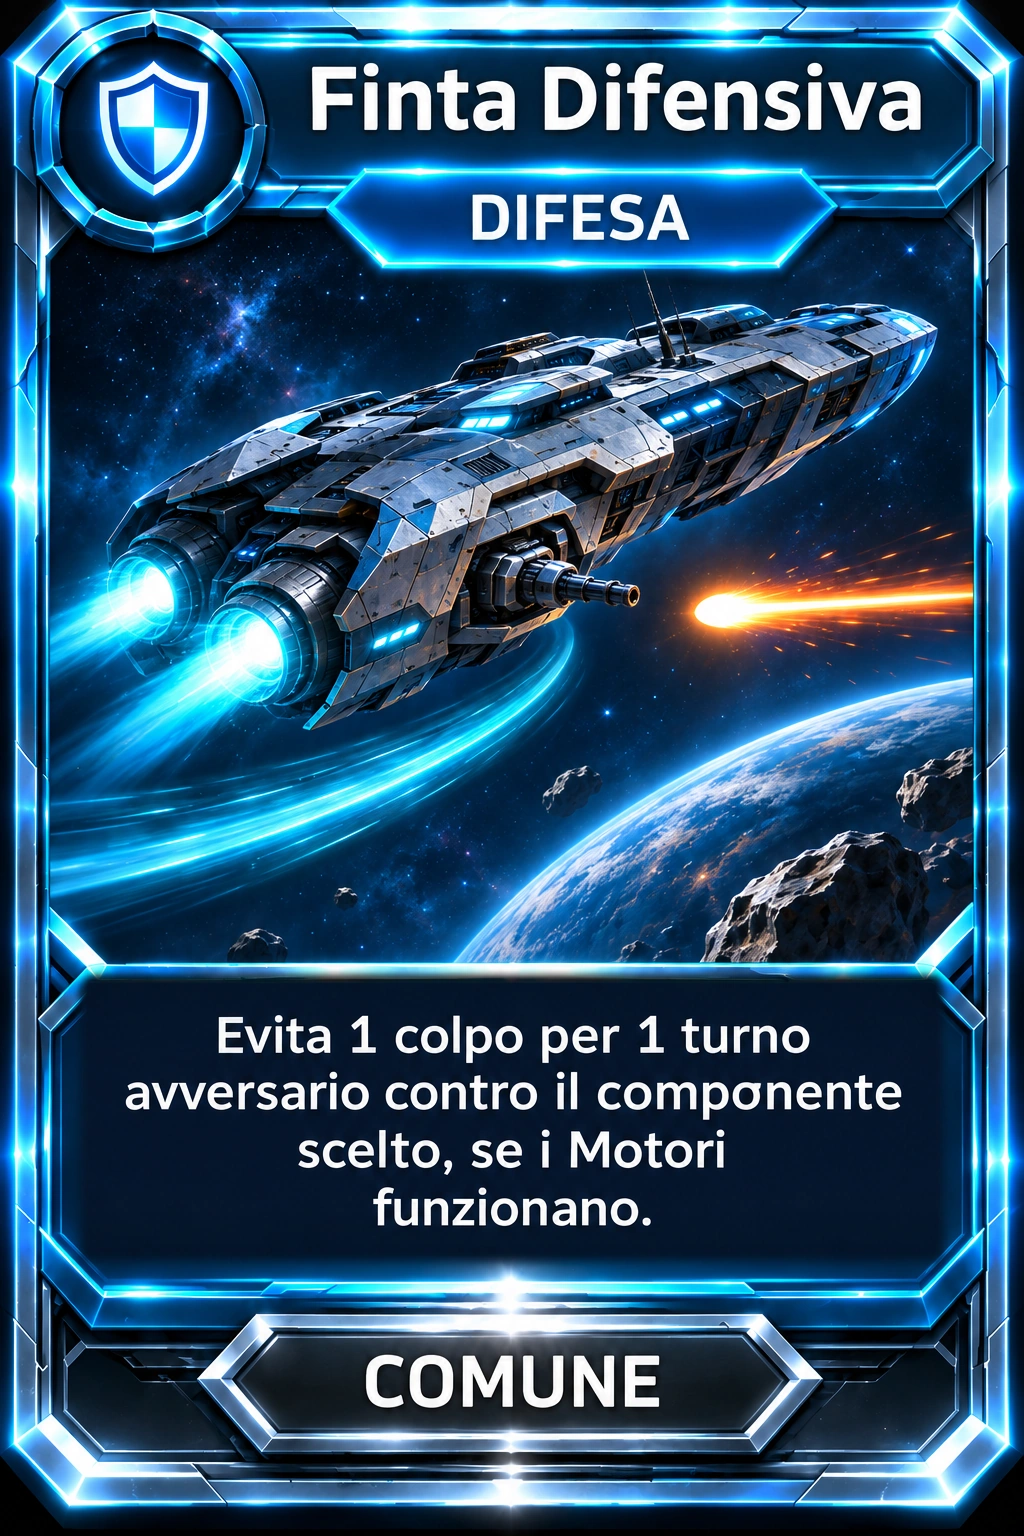 Finta Difensiva
DIFESA
Evita 1 colpo per 1 turno
avversario contro il componente
scelto, se i Motori
funzionano.
COMUNE